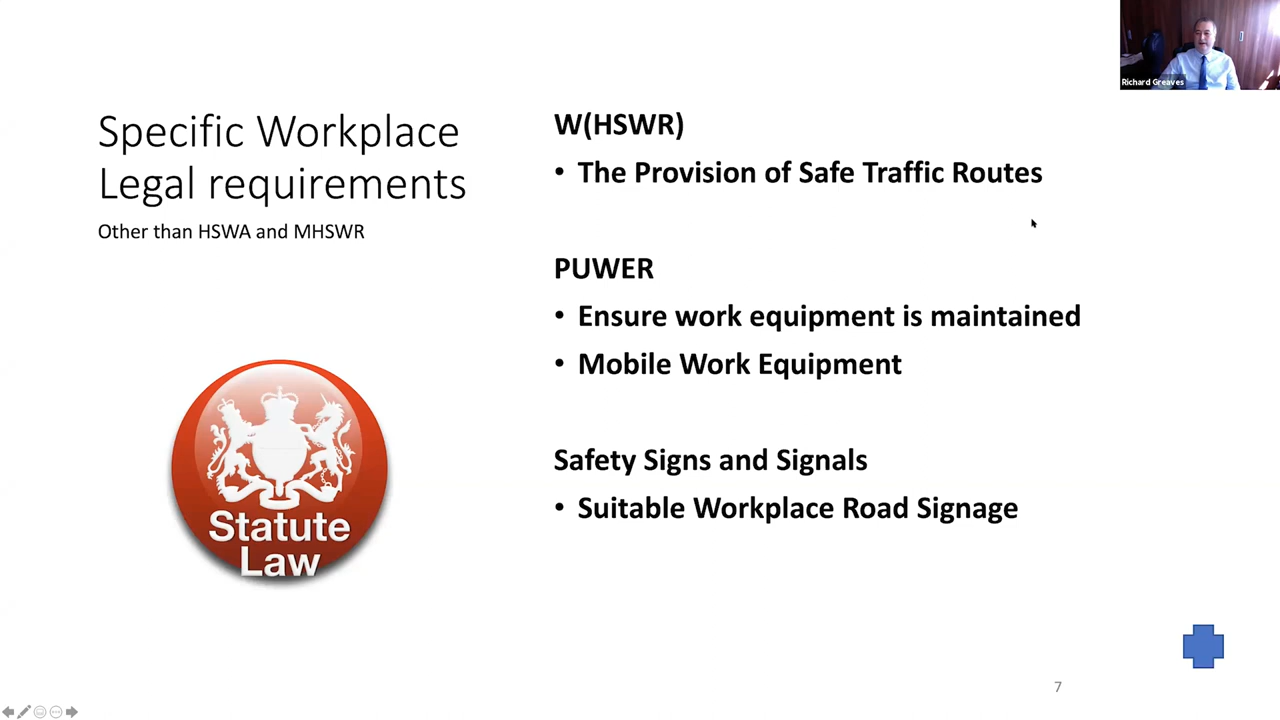 Richard Greaves
Specific Workplace
Legal requirements
Other than HSWA and MHSWR
Statute
Law
W(HSWR)
• The Provision of Safe Traffic Routes
PUWER
• Ensure work equipment is maintained
• Mobile Work Equipment
Safety Signs and Signals
• Suitable Workplace Road Signage
7